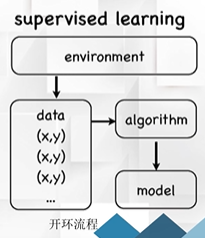 supervised learning
environment
data
(x,y)
(x,y)
(x,y)
...
algorithm
model
开环流程